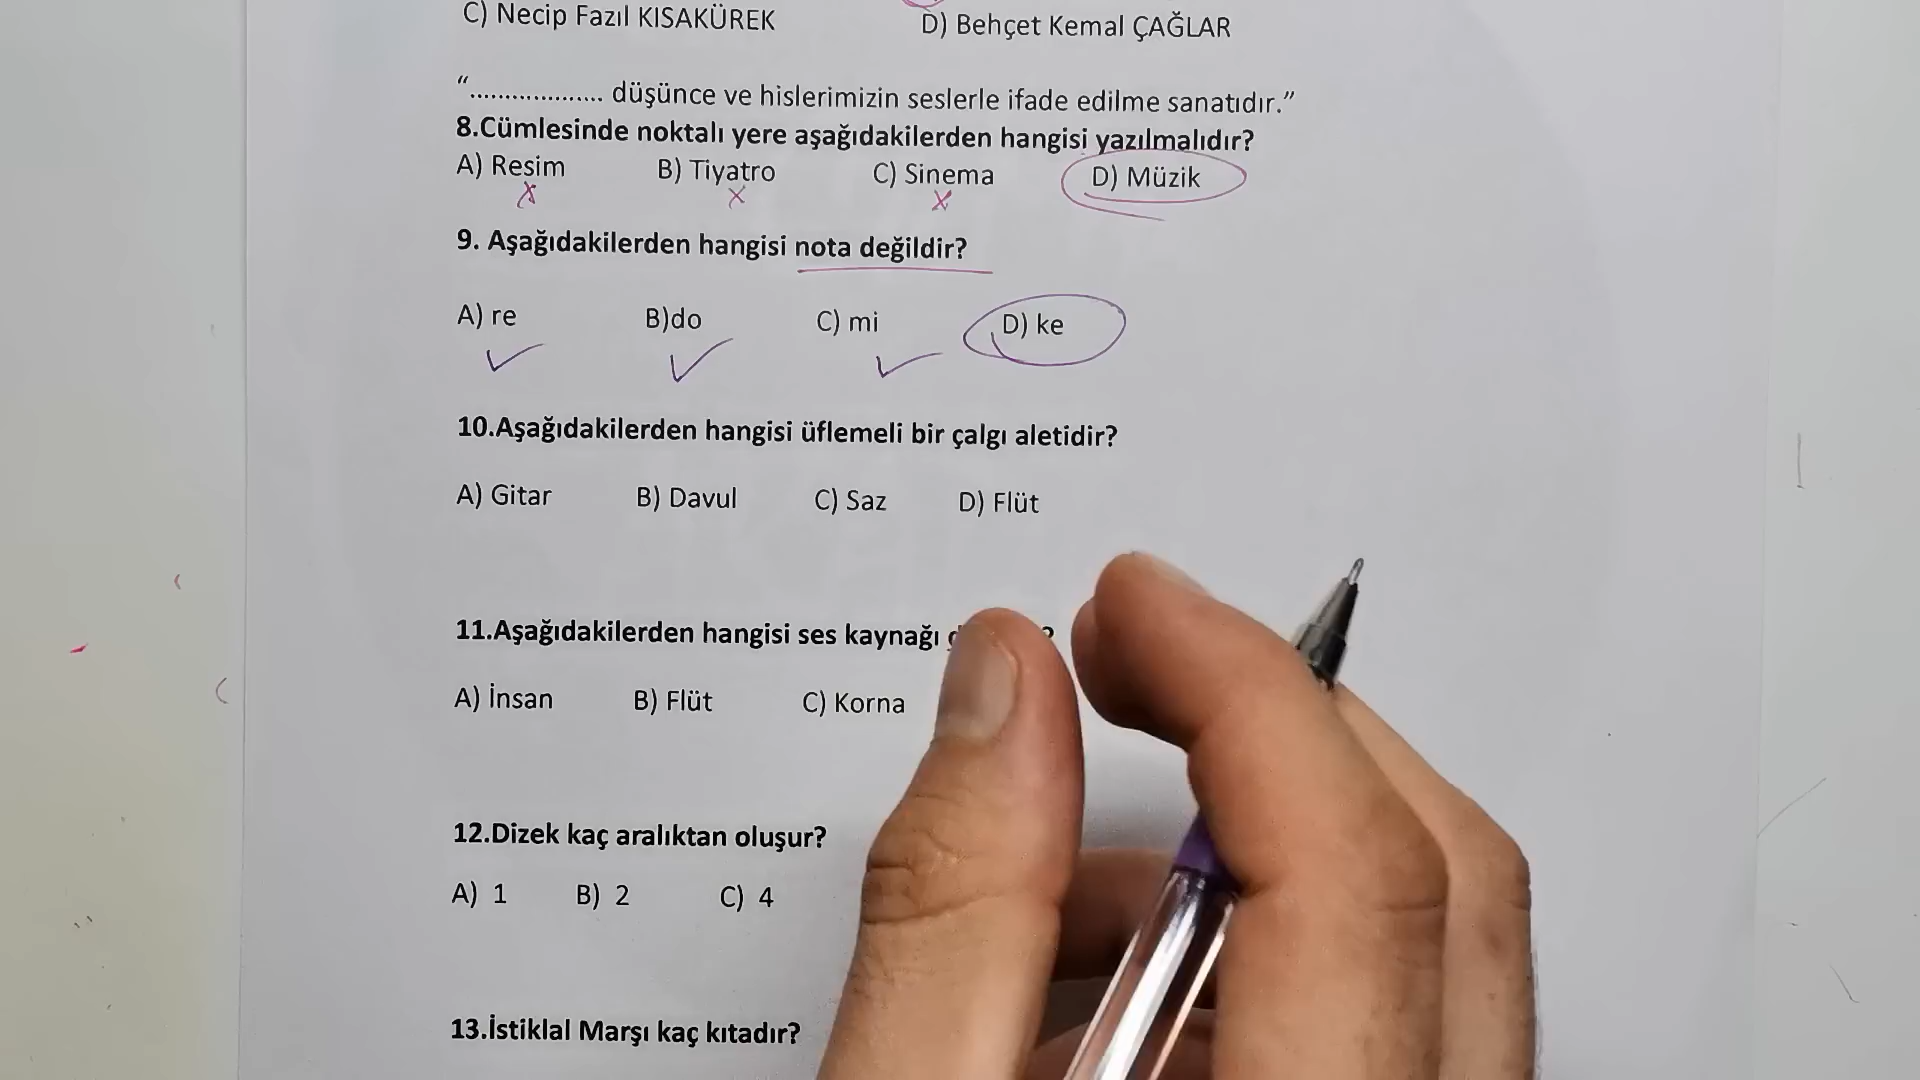 C) Necip Fazıl KISAKÜREK D) Behçet Kemal ÇAĞLAR
“................... düşünce ve hislerimizin seslerle ifade edilme sanatıdır.”
8.Cümlesinde noktalı yere aşağıdakilerden hangisi yazılmalıdır?
A) Resim B) Tiyatro C) Sinema D) Müzik
9. Aşağıdakilerden hangisi nota değildir?
A) re B)do C) mi D) ke
10.Aşağıdakilerden hangisi üflemeli bir çalgı aletidir?
A) Gitar B) Davul C) Saz D) Flüt
11.Aşağıdakilerden hangisi ses kaynağı ?
A) İnsan B) Flüt C) Korna
12.Dizek kaç aralıktan oluşur?
A) 1 B) 2 C) 4
13.İstiklal Marşı kaç kıtadır?